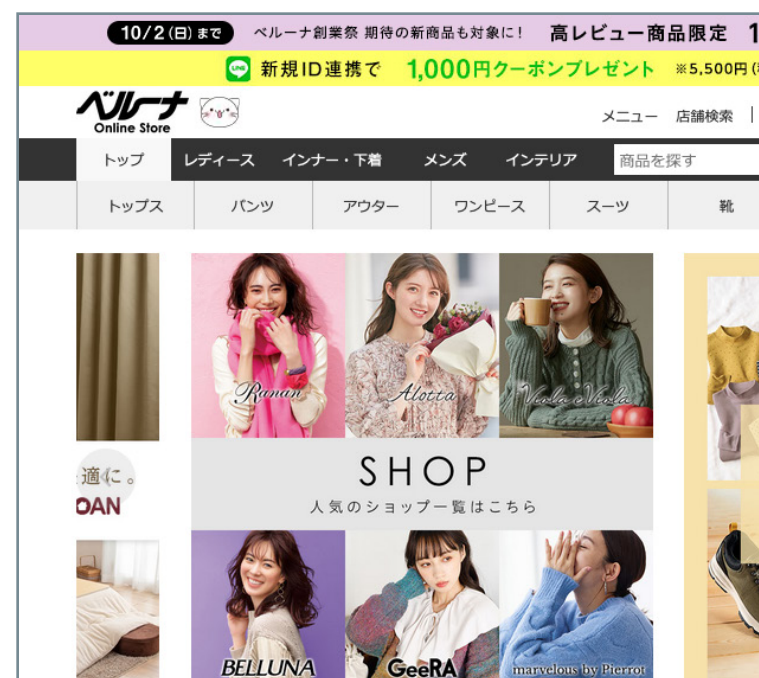 10/2(日)まで ベルーナ創業祭 期待の新商品も対象に! 高レビュー商品限定 1
LINE 新規ID連携で 1,000円クーポンプレゼント ※5,500円
ベルーナ
Online Store
メニュー 店舗検索
トップ レディース インナー・下着 メンズ インテリア 商品を探す
トップス パンツ アウター ワンピース スーツ 靴
Ranan Alotta Viola e Viola
適に。
OAN
SHOP
人気のショップ一覧はこちら
BELLUNA GeeRA marvelous by Pierrot